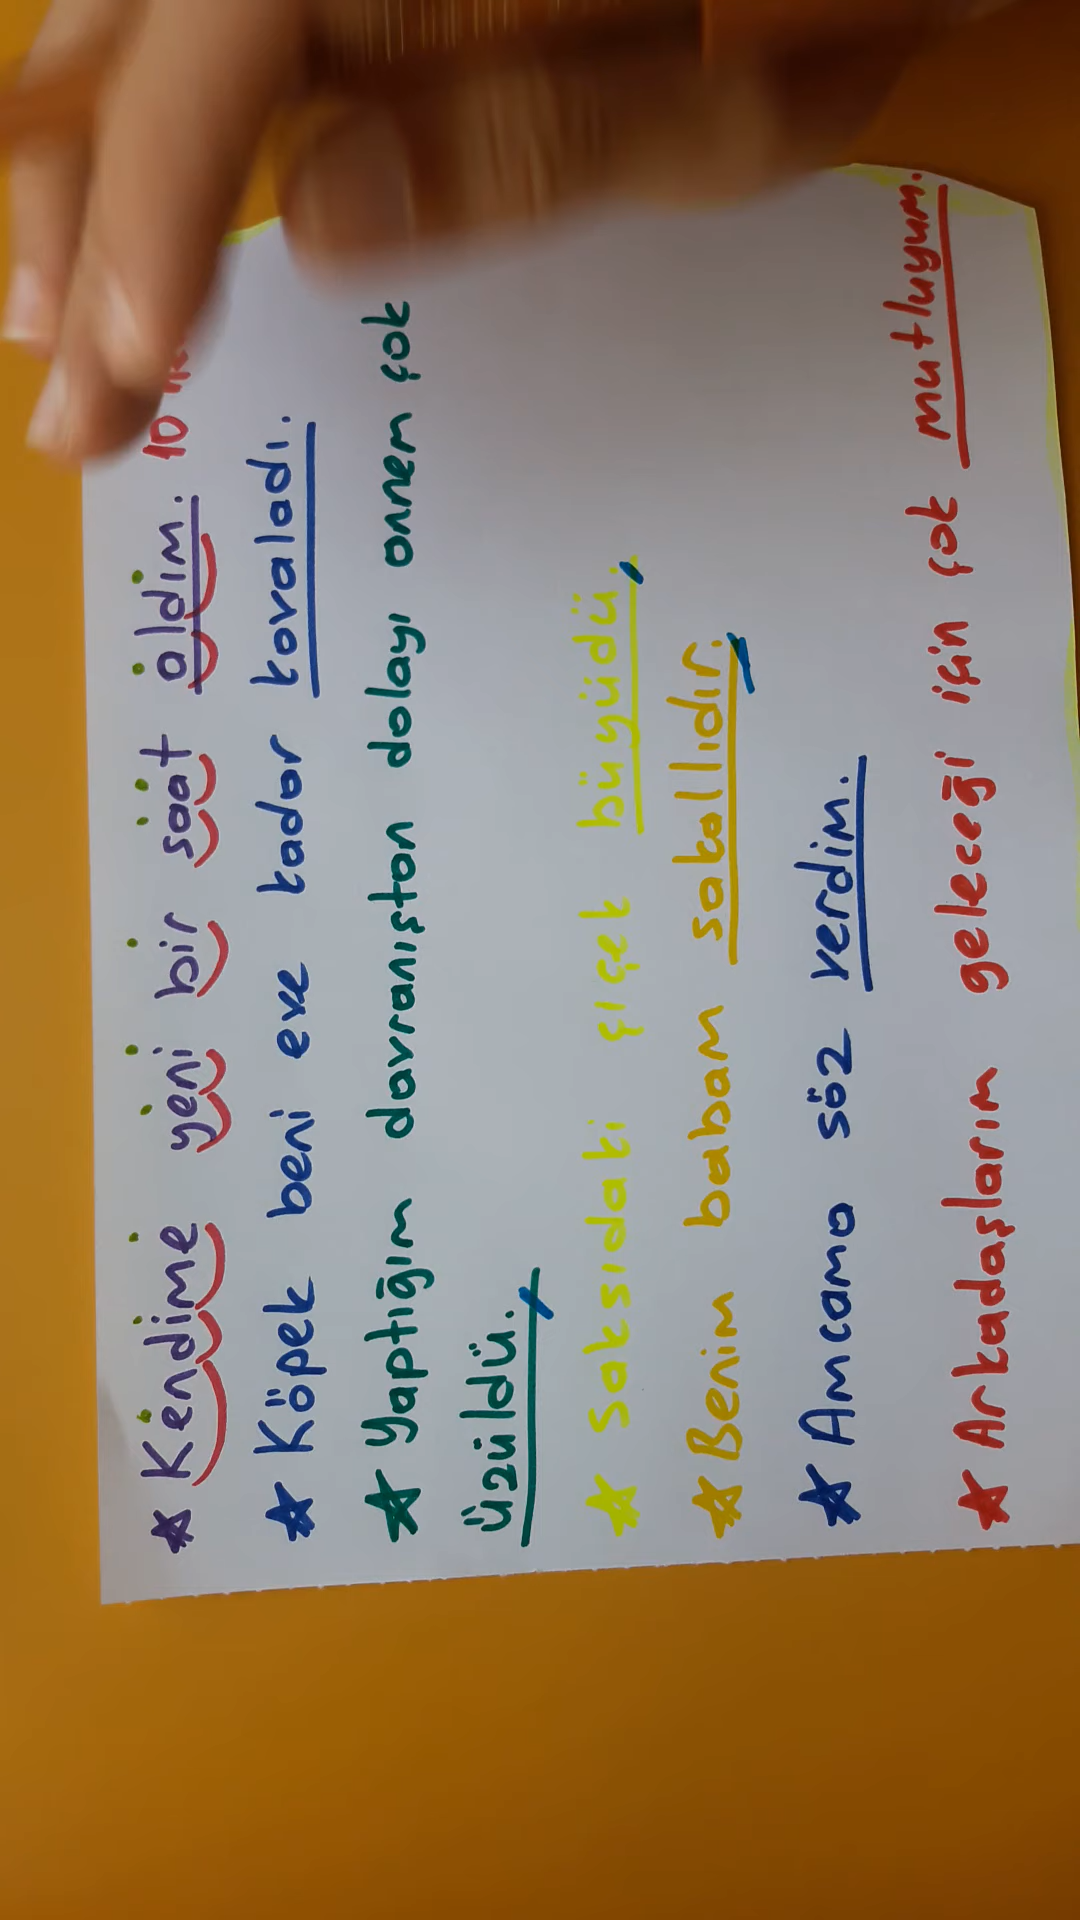 ☆ Kendime yeni bir saat aldım. 10
☆ Köpek beni eve kadar kovaladı.
☆ Yaptığım davranıştan dolayı annem çok
üzüldü.
☆ Saksıdaki çiçek büyüdü.
☆ Benim babam sakallıdır.
☆ Amcama söz verdim.
☆ Arkadaşlarım geleceği için çok mutluyum.